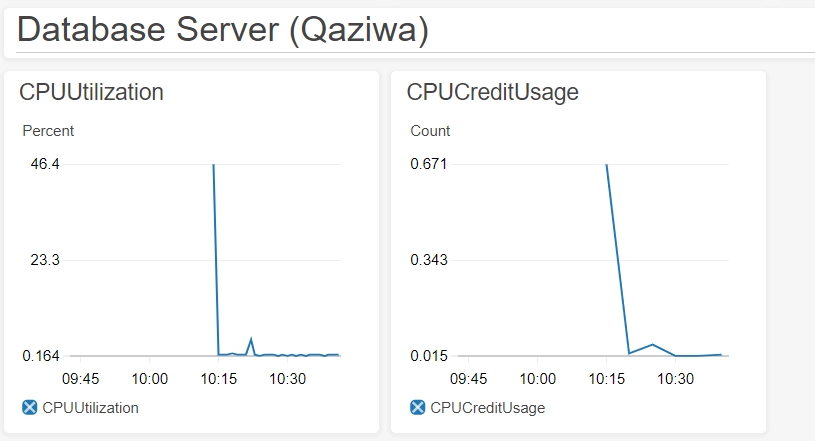 Database Server (Qaziwa)
CPUUtilization
Percent
46.4
23.3
0.164
09:45 10:00 10:15 10:30
CPUUtilization
CPUCreditUsage
Count
0.671
0.343
0.015
09:45 10:00 10:15 10:30
CPUCreditUsage